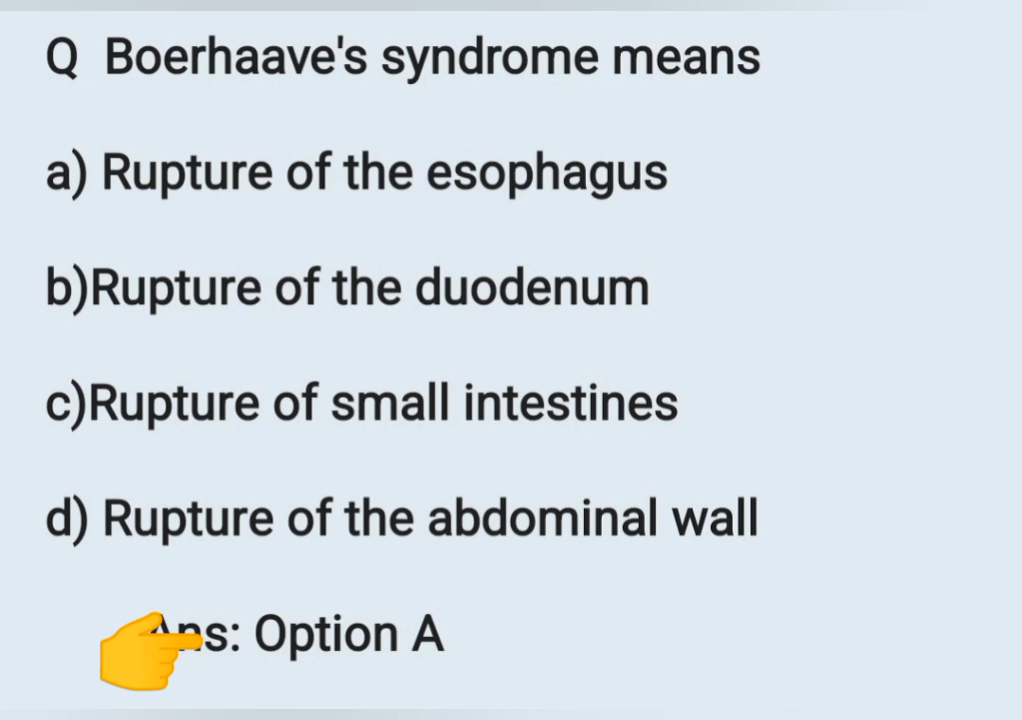 Q Boerhaave's syndrome means
a) Rupture of the esophagus
b)Rupture of the duodenum
c)Rupture of small intestines
d) Rupture of the abdominal wall
Ans: Option A